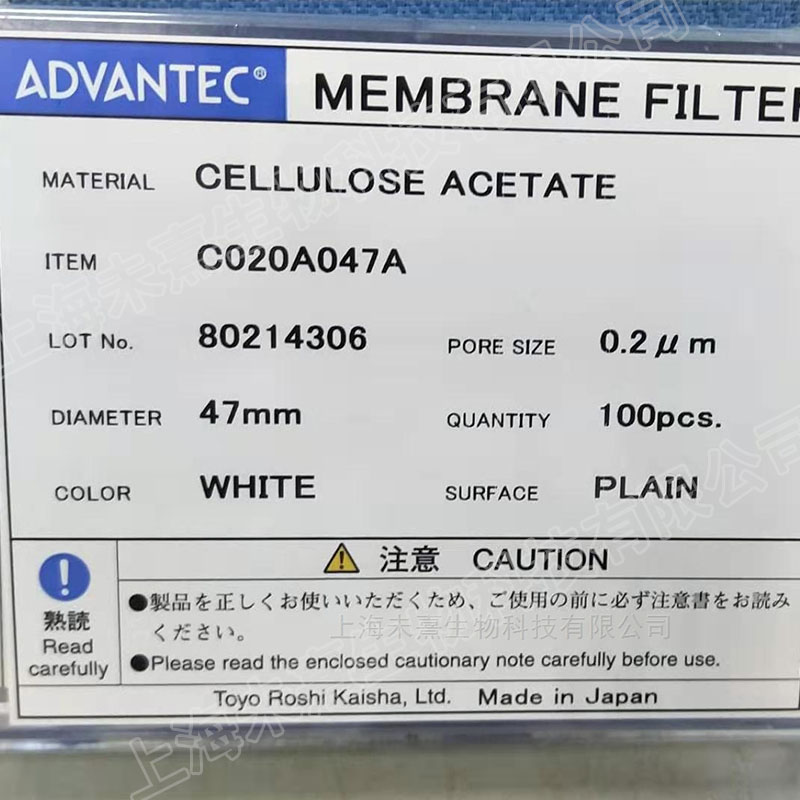 ADVANTEC® MEMBRANE FILTER
MATERIAL CELLULOSE ACETATE
ITEM C020A047A
LOT No. 80214306 PORE SIZE 0.2μm
DIAMETER 47mm QUANTITY 100pcs.
COLOR WHITE SURFACE PLAIN
注意 CAUTION
熟読
Read
carefully
●製品を正しくお使いいただくため、ご使用の前に必ず注意書をお読み
ください。
●Please read the enclosed cautionary note carefully before use.
Toyo Roshi Kaisha, Ltd. Made in Japan
上海未熹生物科技有限公司